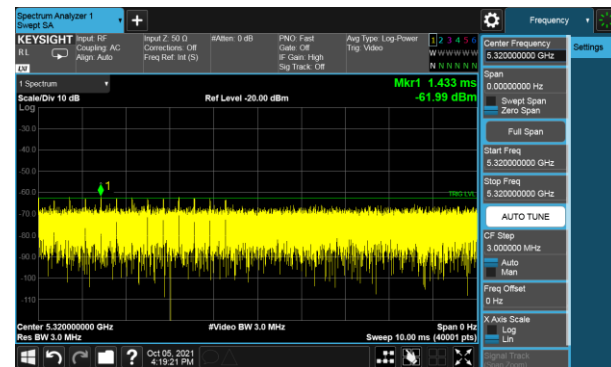 Spectrum Analyzer 1
Swept SA
Frequency
KEYSIGHT
RL
LNI
Input: RF
Coupling: AC
Align: Auto
Input Z: 50 Ω
Corrections: Off
Freq Ref: Int (S)
#Atten: 0 dB
PNO: Fast
Gate: Off
IF Gain: High
Sig Track: Off
Avg Type: Log-Power
Trig: Video
1 2 3 4 5 6
W W W W W W
N N N N N N
1 Spectrum
Scale/Div 10 dB
Log
Ref Level -20.00 dBm
Mkr1 1.433 ms
-61.99 dBm
-30.0
-40.0
-50.0
-60.0
-70.0
-80.0
-90.0
-100
-110
1
TRIG LVL
Center 5.320000000 GHz
Res BW 3.0 MHz
#Video BW 3.0 MHz
Span 0 Hz
Sweep 10.00 ms (40001 pts)
Oct 05, 2021
4:19:21 PM
?
Center Frequency
5.320000000 GHz
Settings
Span
0.00000000 Hz
Swept Span
Zero Span
Full Span
Start Freq
5.320000000 GHz
Stop Freq
5.320000000 GHz
AUTO TUNE
CF Step
3.000000 MHz
Auto
Man
Freq Offset
0 Hz
X Axis Scale
Log
Lin
Signal Track
(Span Zoom)